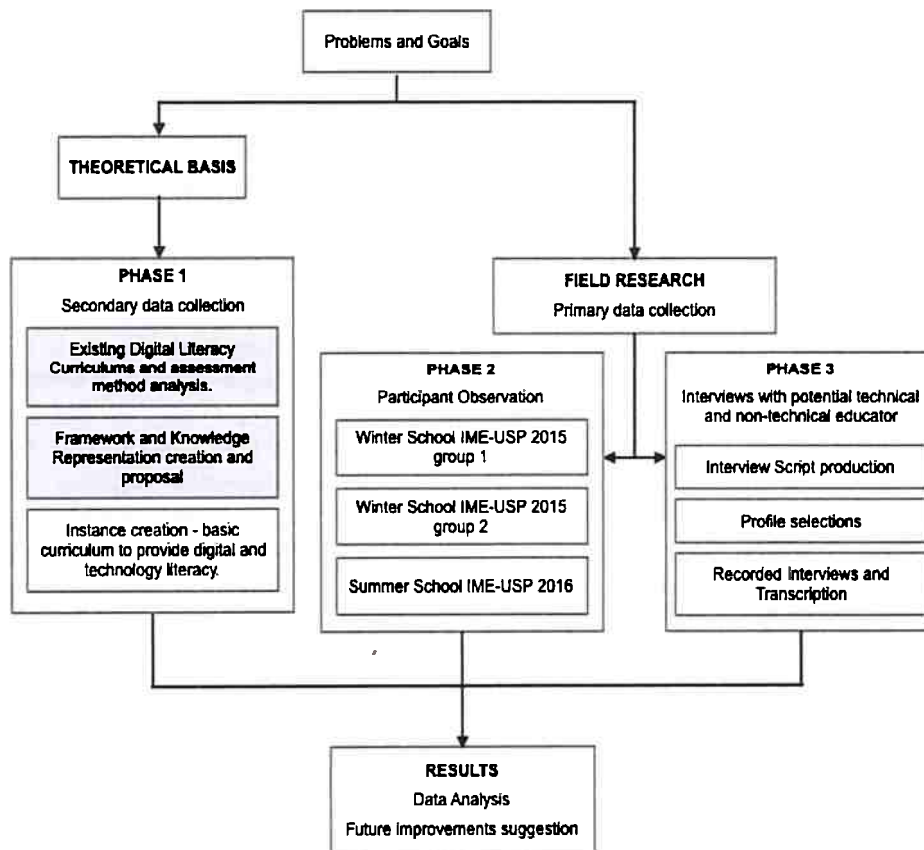 Problems and Goals
THEORETICAL BASIS
PHASE 1
Secondary data collection
Existing Digital Literacy
Curriculums and assessment
method analysis.
Framework and Knowledge
Representation creation and
proposal
Instance creation - basic
curriculum to provide digital and
technology literacy.
FIELD RESEARCH
Primary data collection
PHASE 2
Participant Observation
Winter School IME-USP 2015
group 1
Winter School IME-USP 2015
group 2
Summer School IME-USP 2016
PHASE 3
Interviews with potential technical
and non-technical educator
Interview Script production
Profile selections
Recorded Interviews and
Transcription
RESULTS
Data Analysis
Future improvements suggestion